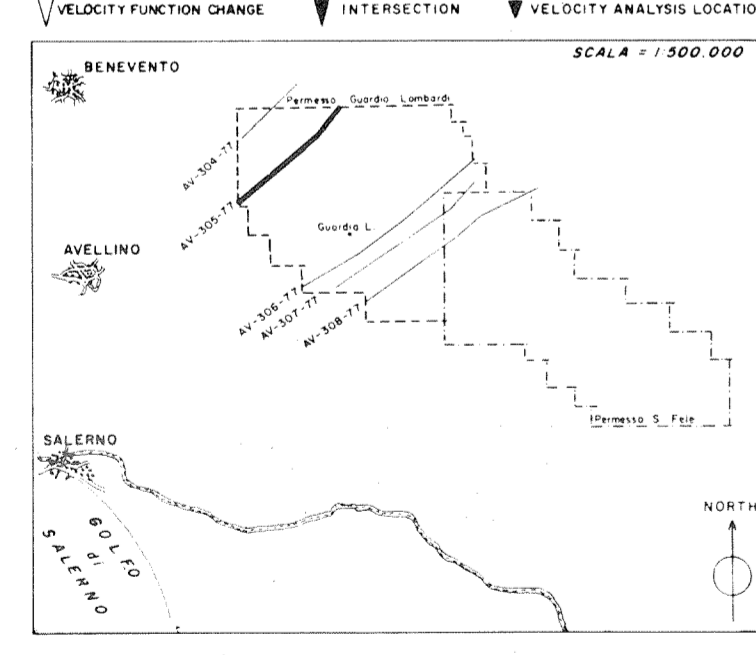 VELOCITY FUNCTION CHANGE
INTERSECTION
VELOCITY ANALYSIS LOCATIO
SCALA = 1:500.000
BENEVENTO
Permesso Guardia Lombardi
AV-304-77
AV-305-77
Guardia L.
AVELLINO
AV-306-77
AV-307-77
AV-308-77
Permesso S. Fele
SALERNO
GOLFO
di
SALERNO
NORTH